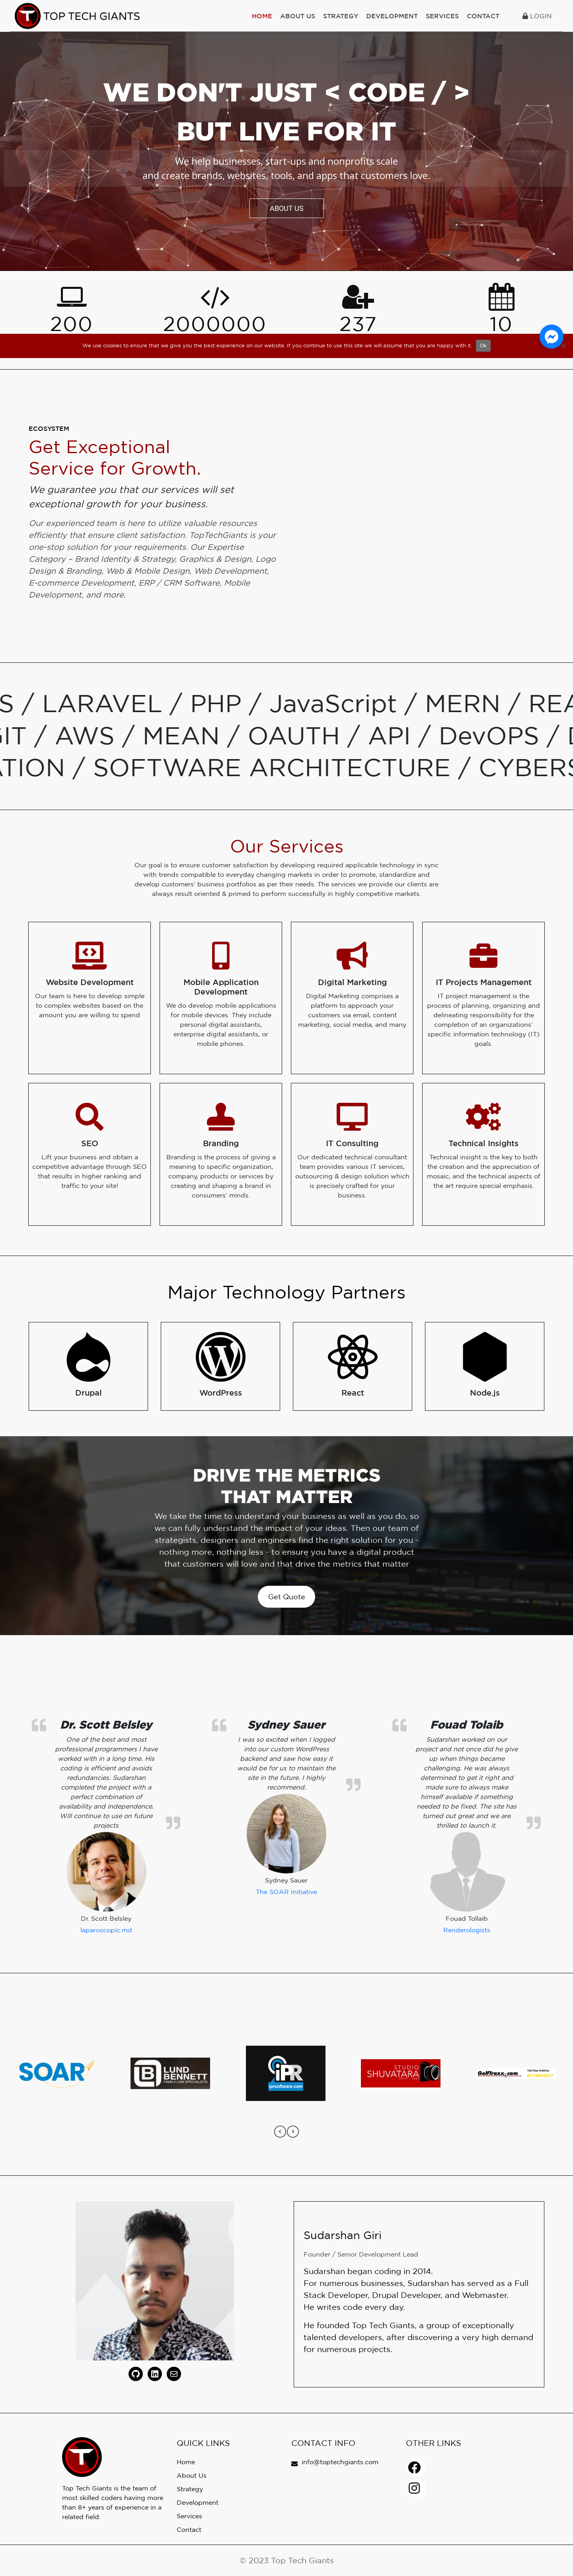 TOP TECH GIANTS
HOME ABOUT US STRATEGY DEVELOPMENT SERVICES CONTACT LOGIN
WE DON'T JUST < CODE / >
BUT LIVE FOR IT
We help businesses, start-ups and nonprofits scale
and create brands, websites, tools, and apps that customers love.
ABOUT US
200 2000000 237 10
We use cookies to ensure that we give you the best experience on our website. If you continue to use this site we will assume that you are happy with it. Ok
ECOSYSTEM
Get Exceptional
Service for Growth.
We guarantee you that our services will set
exceptional growth for your business.
Our experienced team is here to utilize valuable resources
efficiently that ensure client satisfaction. TopTechGiants is your
one-stop solution for your requirements. Our Expertise
Category – Brand Identity & Strategy, Graphics & Design, Logo
Design & Branding, Web & Mobile Design, Web Development,
E-commerce Development, ERP / CRM Software, Mobile
Development, and more.
S / LARAVEL / PHP / JavaScript / MERN / REA
GIT / AWS / MEAN / OAUTH / API / DevOPS / D
ATION / SOFTWARE ARCHITECTURE / CYBERS
Our Services
Our goal is to ensure customer satisfaction by developing required applicable technology in sync
with trends compatible to everyday changing markets in order to promote, standardize and
develop customers' business portfolios as per their needs. The services we provide our clients are
always result oriented & primed to perform successfully in highly competitive markets.
Website Development
Our team is here to develop simple
to complex websites based on the
amount you are willing to spend
Mobile Application
Development
We do develop mobile applications
for mobile devices. They include
personal digital assistants,
enterprise digital assistants, or
mobile phones.
Digital Marketing
Digital Marketing comprises a
platform to approach your
customers via email, content
marketing, social media, and many
IT Projects Management
IT project management is the
process of planning, organizing and
delineating responsibility for the
completion of an organizations'
specific information technology (IT)
goals.
SEO
Lift your business and obtain a
competitive advantage through SEO
that results in higher ranking and
traffic to your site!
Branding
Branding is the process of giving a
meaning to specific organization,
company, products or services by
creating and shaping a brand in
consumers' minds.
IT Consulting
Our dedicated technical consultant
team provides various IT services,
outsourcing & design solution which
is precisely crafted for your
business.
Technical Insights
Technical insight is the key to both
the creation and the appreciation of
mosaic, and the technical aspects of
the art require special emphasis.
Major Technology Partners
Drupal
WordPress
React
Node.js
DRIVE THE METRICS
THAT MATTER
We take the time to understand your business as well as you do, so
we can fully understand the impact of your ideas. Then our team of
strategists, designers and engineers find the right solution for you -
nothing more, nothing less - to ensure you have a digital product
that customers will love and that drive the metrics that matter
Get Quote
Dr. Scott Belsley
One of the best and most
professional programmers I have
worked with in a long time. His
coding is efficient and avoids
redundancies. Sudarshan
completed the project with a
perfect combination of
availability and independence.
Will continue to use on future
projects
Dr. Scott Belsley
laparoscopic.md
Sydney Sauer
I was so excited when I logged
into our custom WordPress
backend and saw how easy it
would be for us to maintain the
site in the future. I highly
recommend.
Sydney Sauer
The SOAR Initiative
Fouad Tolaib
Sudarshan worked on our
project and not once did he give
up when things became
challenging. He was always
determined to get it right and
made sure to always make
himself available if something
needed to be fixed. The site has
turned out great and we are
thrilled to launch it.
Fouad Tollaib
Renderologists
SOAR
LB LUND BENNETT
FAMILY LAW SPECIALISTS
iPR
iprsoftware.com
STUDIO
SHUVATARA
GolfTraxx.com
Sudarshan Giri
Founder / Senior Development Lead
Sudarshan began coding in 2014.
For numerous businesses, Sudarshan has served as a Full
Stack Developer, Drupal Developer, and Webmaster.
He writes code every day.
He founded Top Tech Giants, a group of exceptionally
talented developers, after discovering a very high demand
for numerous projects.
Top Tech Giants is the team of
most skilled coders having more
than 8+ years of experience in a
related field.
QUICK LINKS
Home
About Us
Strategy
Development
Services
Contact
CONTACT INFO
info@toptechgiants.com
OTHER LINKS
© 2023 Top Tech Giants